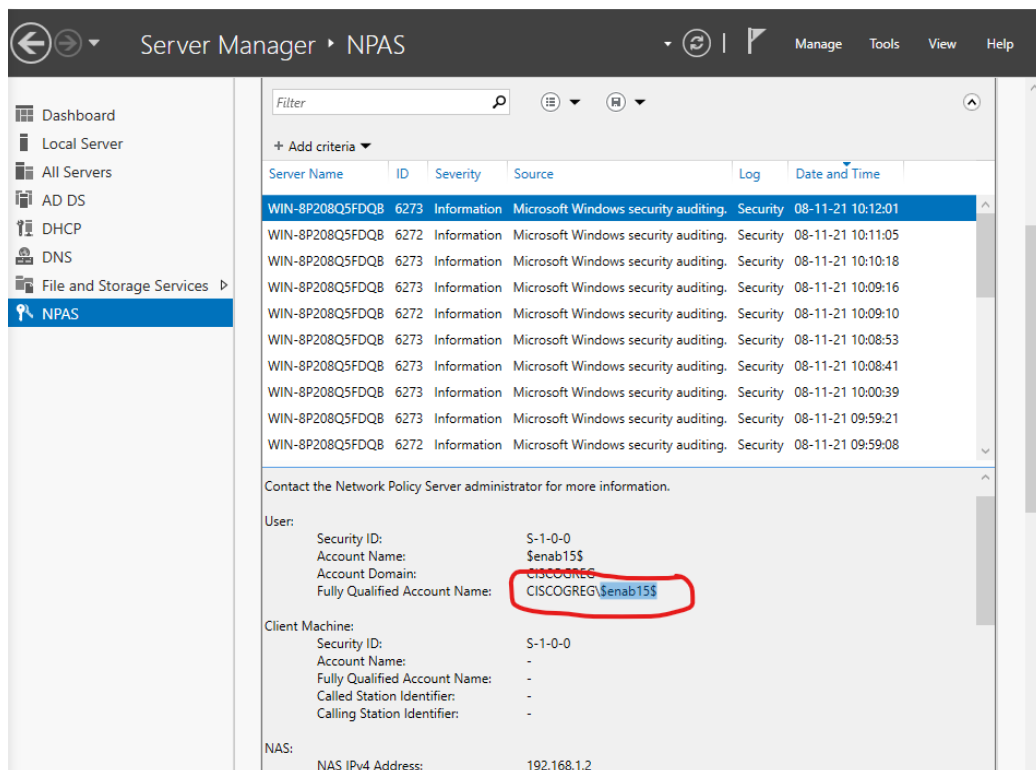 Server Manager ‣ NPAS
Manage Tools View Help
Dashboard
Local Server
All Servers
AD DS
DHCP
DNS
File and Storage Services
NPAS
Filter
+ Add criteria
Server Name ID Severity Source Log Date and Time
WIN-8P208Q5FDQB 6273 Information Microsoft Windows security auditing. Security 08-11-21 10:12:01
WIN-8P208Q5FDQB 6272 Information Microsoft Windows security auditing. Security 08-11-21 10:11:05
WIN-8P208Q5FDQB 6273 Information Microsoft Windows security auditing. Security 08-11-21 10:10:18
WIN-8P208Q5FDQB 6273 Information Microsoft Windows security auditing. Security 08-11-21 10:09:16
WIN-8P208Q5FDQB 6272 Information Microsoft Windows security auditing. Security 08-11-21 10:09:10
WIN-8P208Q5FDQB 6273 Information Microsoft Windows security auditing. Security 08-11-21 10:08:53
WIN-8P208Q5FDQB 6273 Information Microsoft Windows security auditing. Security 08-11-21 10:08:41
WIN-8P208Q5FDQB 6273 Information Microsoft Windows security auditing. Security 08-11-21 10:00:39
WIN-8P208Q5FDQB 6273 Information Microsoft Windows security auditing. Security 08-11-21 09:59:21
WIN-8P208Q5FDQB 6272 Information Microsoft Windows security auditing. Security 08-11-21 09:59:08
Contact the Network Policy Server administrator for more information.
User:
Security ID: S-1-0-0
Account Name: $enab15$
Account Domain: CISCOGREG
Fully Qualified Account Name: CISCOGREG\$enab15$
Client Machine:
Security ID: S-1-0-0
Account Name: -
Fully Qualified Account Name: -
Called Station Identifier: -
Calling Station Identifier: -
NAS:
NAS IPv4 Address: 192.168.1.2